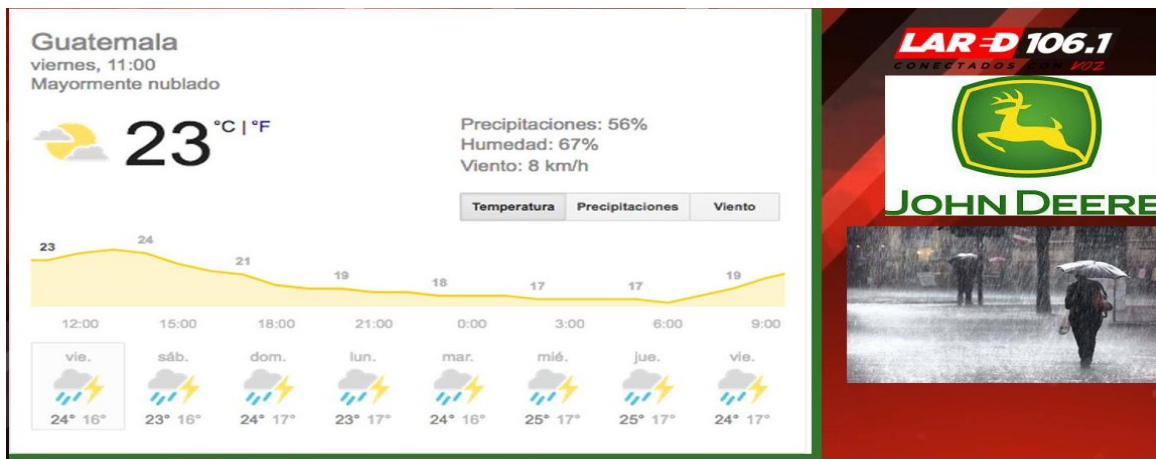 Guatemala
viernes, 11:00
Mayormente nublado
23 °C | °F
Precipitaciones: 56%
Humedad: 67%
Viento: 8 km/h
Temperatura Precipitaciones Viento
23 24 21 19 18 17 17 19
12:00 15:00 18:00 21:00 0:00 3:00 6:00 9:00
vie. sáb. dom. lun. mar. mié. jue. vie.
24° 16° 23° 16° 24° 17° 23° 17° 24° 16° 25° 17° 25° 17° 24° 17°
LA RED 106.1
CONECTADOS CON VOZ
JOHN DEERE